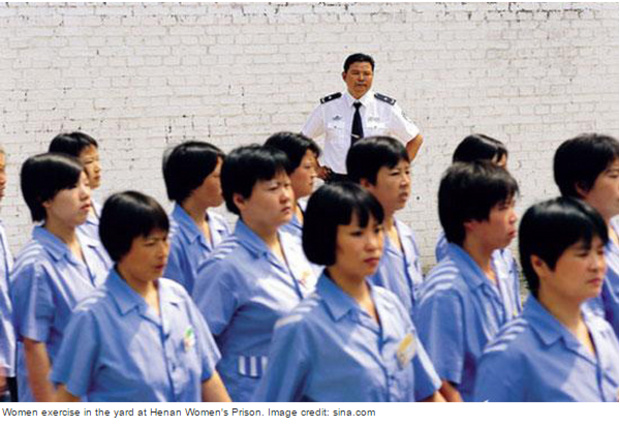 Women exercise in the yard at Henan Women's Prison. Image credit: sina.com